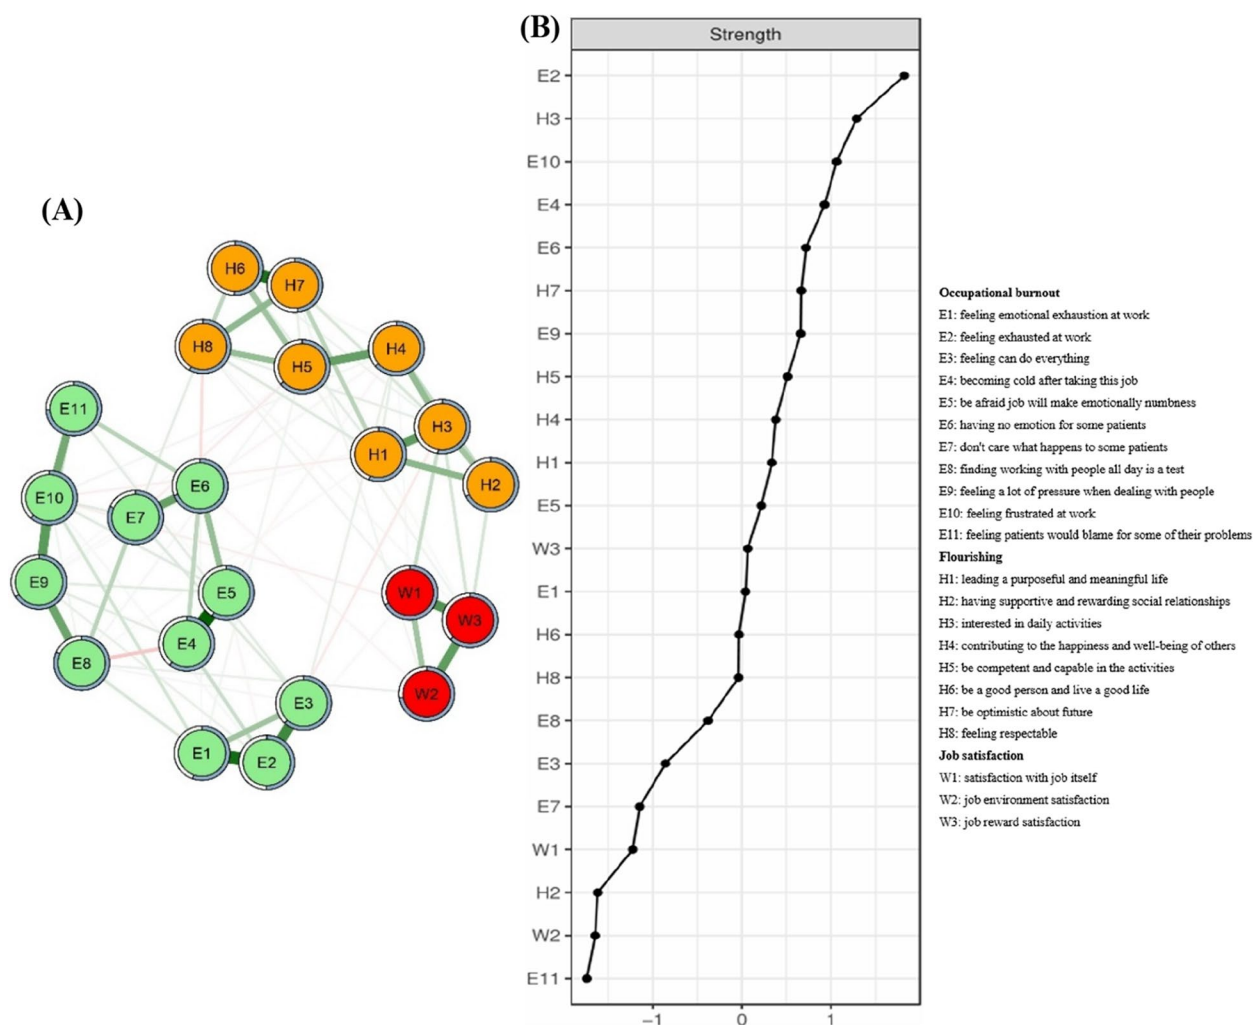 (A)
H6
H7
H8
H5
H4
H3
H1
H2
E11
E10
E6
E7
E9
E5
E4
E8
E3
E1
E2
W1
W3
W2
(B)
Strength
E2
H3
E10
E4
E6
H7
E9
H5
H4
H1
E5
W3
E1
H6
H8
E8
E3
E7
W1
H2
W2
E11
−1 0 1
Occupational burnout
E1: feeling emotional exhaustion at work
E2: feeling exhausted at work
E3: feeling can do everything
E4: becoming cold after taking this job
E5: be afraid job will make emotionally numbness
E6: having no emotion for some patients
E7: don't care what happens to some patients
E8: finding working with people all day is a test
E9: feeling a lot of pressure when dealing with people
E10: feeling frustrated at work
E11: feeling patients would blame for some of their problems
Flourishing
H1: leading a purposeful and meaningful life
H2: having supportive and rewarding social relationships
H3: interested in daily activities
H4: contributing to the happiness and well-being of others
H5: be competent and capable in the activities
H6: be a good person and live a good life
H7: be optimistic about future
H8: feeling respectable
Job satisfaction
W1: satisfaction with job itself
W2: job environment satisfaction
W3: job reward satisfaction